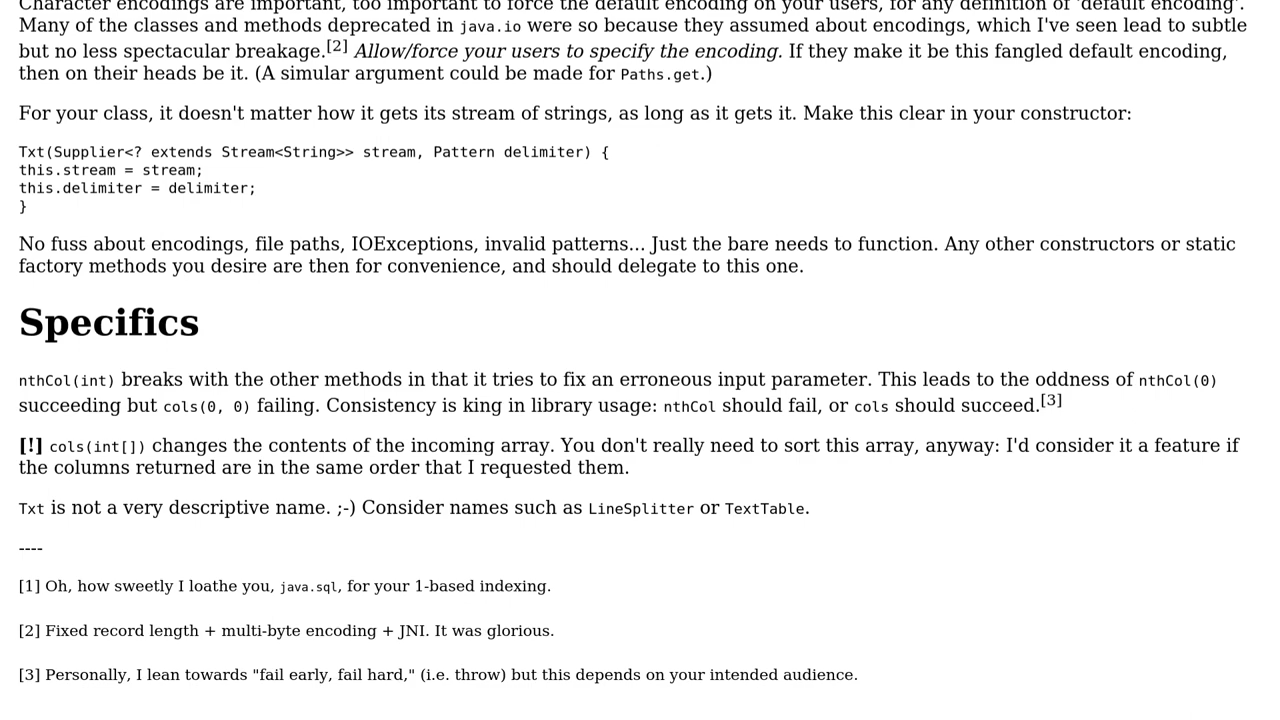 Character encodings are important, too important to force the default encoding on your users, for any definition of 'default encoding'.
Many of the classes and methods deprecated in java.io were so because they assumed about encodings, which I've seen lead to subtle
but no less spectacular breakage.[2] Allow/force your users to specify the encoding. If they make it be this fangled default encoding,
then on their heads be it. (A simular argument could be made for Paths.get.)
For your class, it doesn't matter how it gets its stream of strings, as long as it gets it. Make this clear in your constructor:
Txt(Supplier<? extends Stream<String>> stream, Pattern delimiter) {
this.stream = stream;
this.delimiter = delimiter;
}
No fuss about encodings, file paths, IOExceptions, invalid patterns... Just the bare needs to function. Any other constructors or static
factory methods you desire are then for convenience, and should delegate to this one.
Specifics
nthCol(int) breaks with the other methods in that it tries to fix an erroneous input parameter. This leads to the oddness of nthCol(0)
succeeding but cols(0, 0) failing. Consistency is king in library usage: nthCol should fail, or cols should succeed.[3]
[!] cols(int[]) changes the contents of the incoming array. You don't really need to sort this array, anyway: I'd consider it a feature if
the columns returned are in the same order that I requested them.
Txt is not a very descriptive name. ;-) Consider names such as LineSplitter or TextTable.
----
[1] Oh, how sweetly I loathe you, java.sql, for your 1-based indexing.
[2] Fixed record length + multi-byte encoding + JNI. It was glorious.
[3] Personally, I lean towards "fail early, fail hard," (i.e. throw) but this depends on your intended audience.